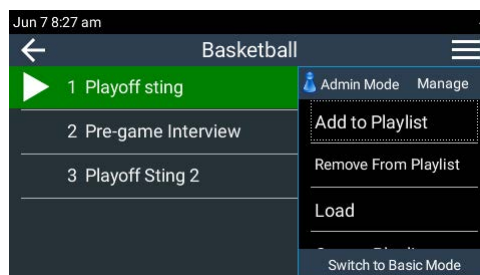 Jun 7 8:27 am
Basketball
1 Playoff sting
2 Pre-game Interview
3 Playoff Sting 2
Admin Mode Manage
Add to Playlist
Remove From Playlist
Load
Switch to Basic Mode